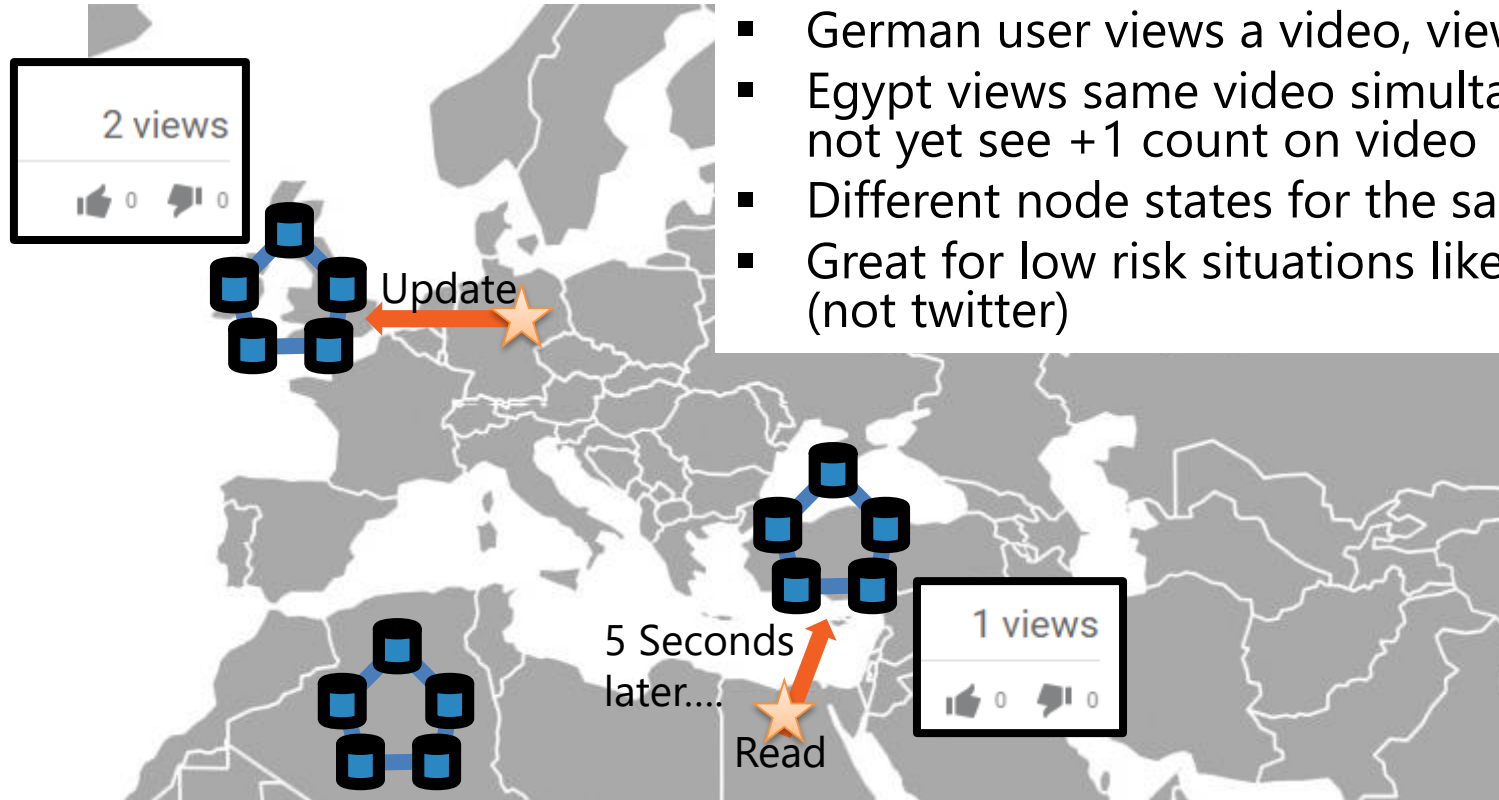 ▪ German user views a video, view
▪ Egypt views same video simulta
not yet see +1 count on video
▪ Different node states for the sa
▪ Great for low risk situations like
(not twitter)
2 views
0 0
Update
5 Seconds
later....
Read
1 views
0 0